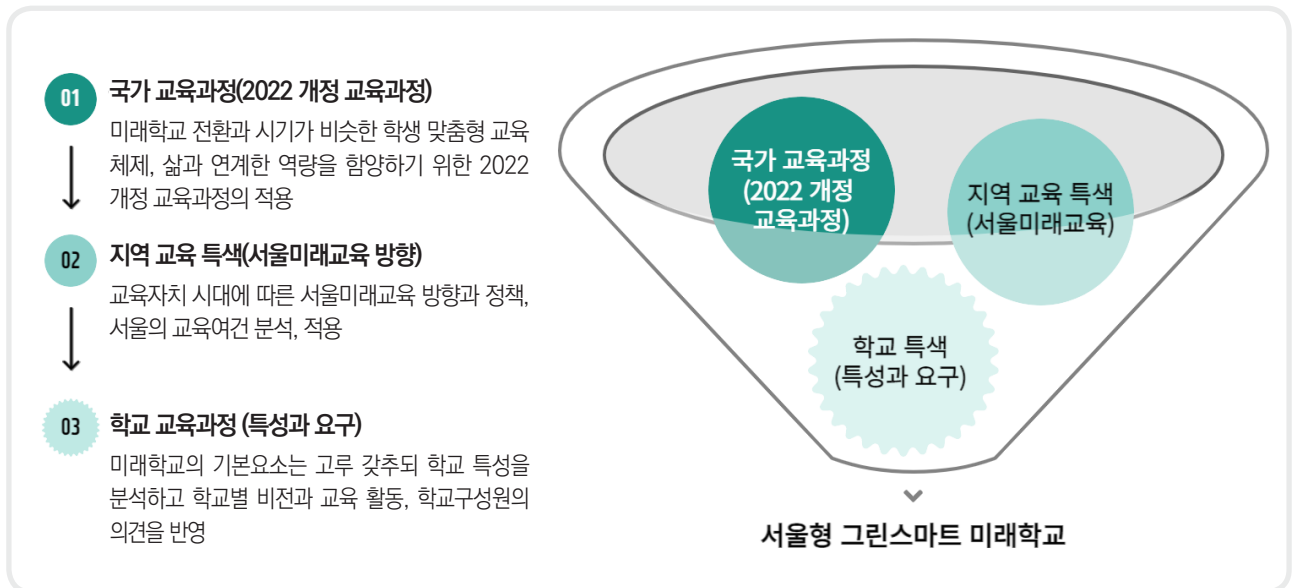 01
국가 교육과정(2022 개정 교육과정)
미래학교 전환과 시기가 비슷한 학생 맞춤형 교육
체제, 삶과 연계한 역량을 함양하기 위한 2022
개정 교육과정의 적용
02
지역 교육 특색(서울미래교육 방향)
교육자치 시대에 따른 서울미래교육 방향과 정책,
서울의 교육여건 분석, 적용
03
학교 교육과정 (특성과 요구)
미래학교의 기본요소는 고루 갖추되 학교 특성을
분석하고 학교별 비전과 교육 활동, 학교구성원의
의견을 반영
국가 교육과정
(2022 개정
교육과정)
지역 교육 특색
(서울미래교육)
학교 특색
(특성과 요구)
서울형 그린스마트 미래학교